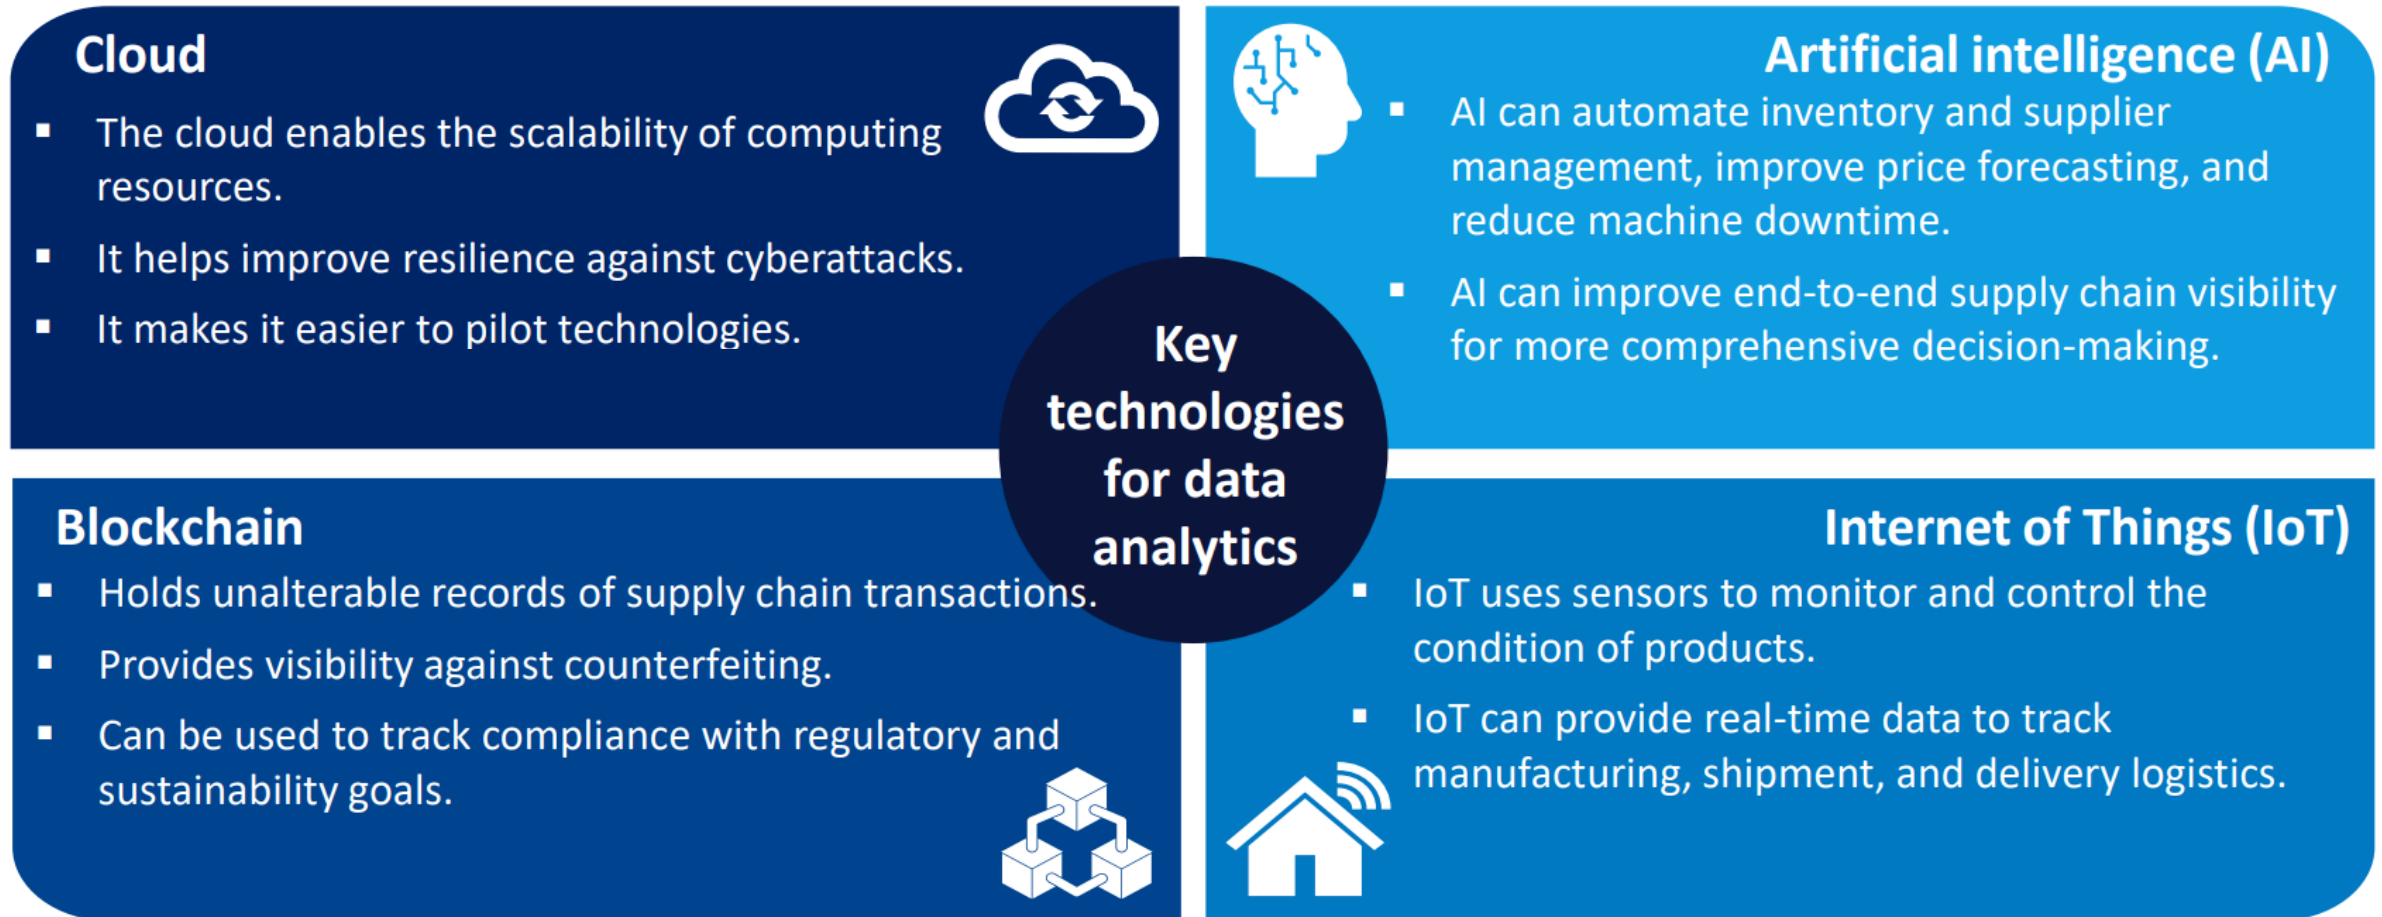 Cloud
▪ The cloud enables the scalability of computing
resources.
▪ It helps improve resilience against cyberattacks.
▪ It makes it easier to pilot technologies.
Artificial intelligence (AI)
▪ AI can automate inventory and supplier
management, improve price forecasting, and
reduce machine downtime.
▪ AI can improve end-to-end supply chain visibility
for more comprehensive decision-making.
Key
technologies
for data
analytics
Blockchain
▪ Holds unalterable records of supply chain transactions.
▪ Provides visibility against counterfeiting.
▪ Can be used to track compliance with regulatory and
sustainability goals.
Internet of Things (IoT)
▪ IoT uses sensors to monitor and control the
condition of products.
▪ IoT can provide real-time data to track
manufacturing, shipment, and delivery logistics.